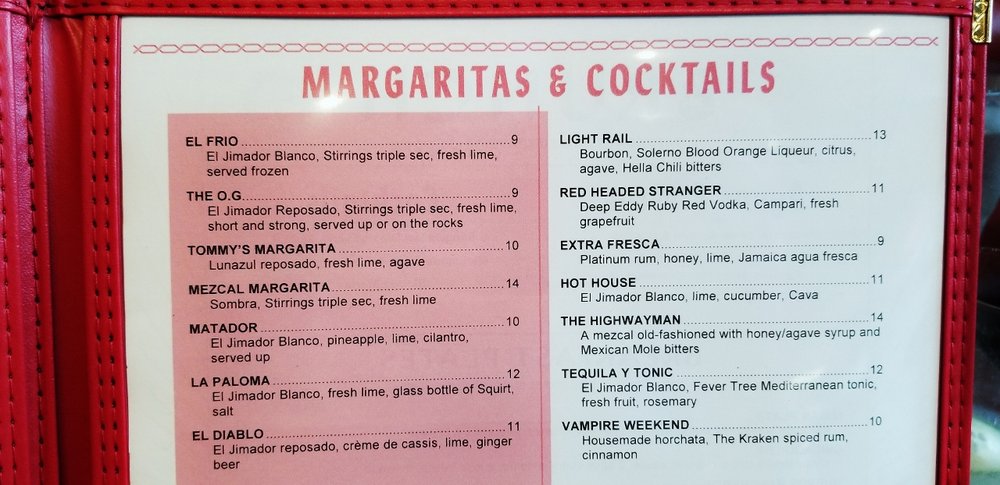 MARGARITAS & COCKTAILS
EL FRIO 9
El Jimador Blanco, Stirrings triple sec, fresh lime,
served frozen
THE O.G. 9
El Jimador Reposado, Stirrings triple sec, fresh lime,
short and strong, served up or on the rocks
TOMMY'S MARGARITA 10
Lunazul reposado, fresh lime, agave
MEZCAL MARGARITA 14
Sombra, Stirrings triple sec, fresh lime
MATADOR 10
El Jimador Blanco, pineapple, lime, cilantro,
served up
LA PALOMA 12
El Jimador Blanco, fresh lime, glass bottle of Squirt,
salt
EL DIABLO 11
El Jimador reposado, crème de cassis, lime, ginger
beer
LIGHT RAIL 13
Bourbon, Solerno Blood Orange Liqueur, citrus,
agave, Hella Chili bitters
RED HEADED STRANGER 11
Deep Eddy Ruby Red Vodka, Campari, fresh
grapefruit
EXTRA FRESCA 9
Platinum rum, honey, lime, Jamaica agua fresca
HOT HOUSE 11
El Jimador Blanco, lime, cucumber, Cava
THE HIGHWAYMAN 14
A mezcal old-fashioned with honey/agave syrup and
Mexican Mole bitters
TEQUILA Y TONIC 12
El Jimador Blanco, Fever Tree Mediterranean tonic,
fresh fruit, rosemary
VAMPIRE WEEKEND 10
Housemade horchata, The Kraken spiced rum,
cinnamon